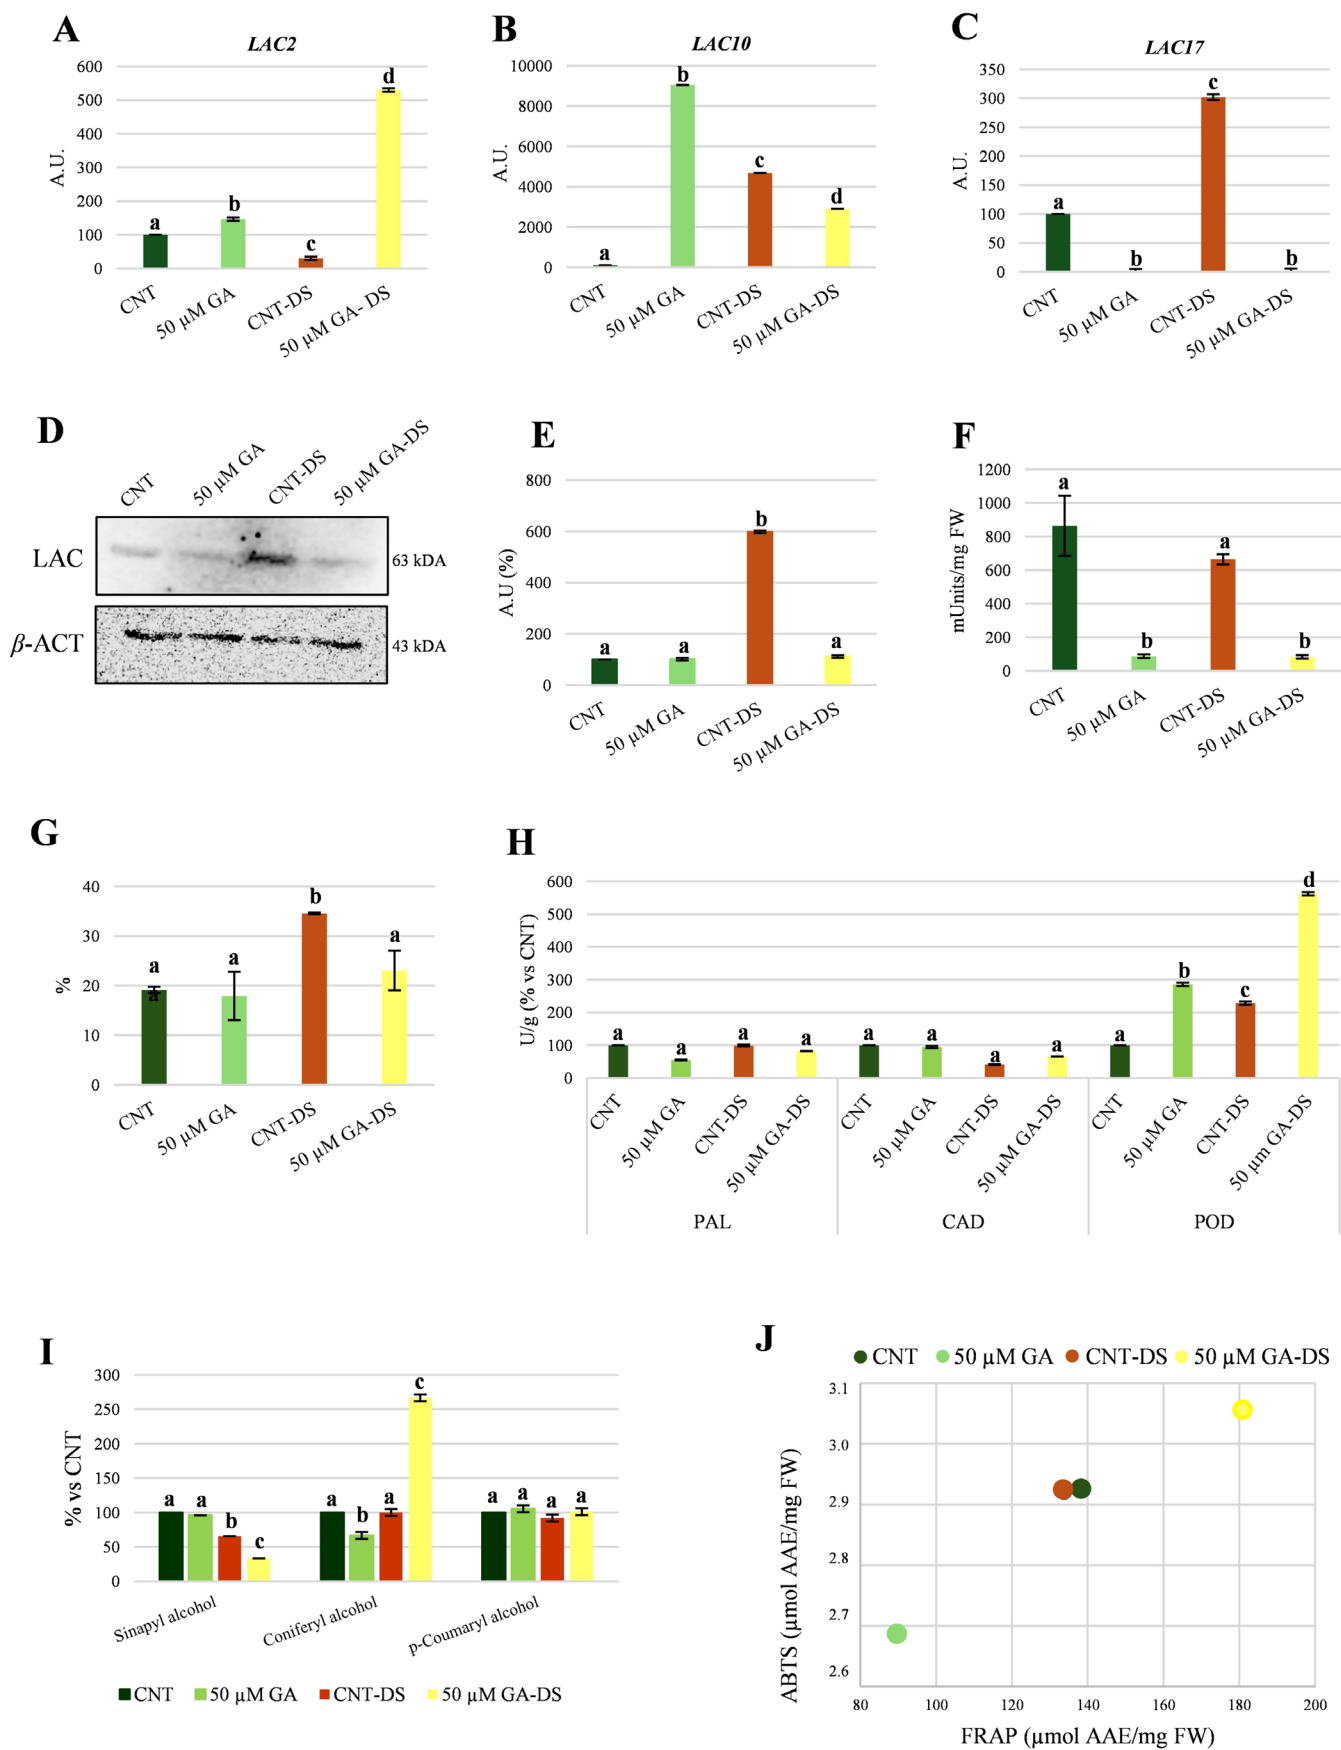 A
LAC2
A.U.
600
500
400
300
200
100
0
a
b
c
d
CNT
50 µM GA
CNT-DS
50 µM GA- DS
B
LAC10
A.U.
10000
8000
6000
4000
2000
0
a
b
c
d
CNT
50 µM GA
CNT-DS
50 µM GA-DS
C
LAC17
A.U.
350
300
250
200
150
100
50
0
a
b
c
b
CNT
50 µM GA
CNT-DS
50 µM GA-DS
D
CNT
50 µM GA
CNT-DS
50 µM GA-DS
LAC
63 kDA
β-ACT
43 kDA
E
A.U (%)
800
600
400
200
0
a
a
b
a
CNT
50 µM GA
CNT-DS
50 µM GA-DS
F
mUnits/mg FW
1200
1000
800
600
400
200
0
a
b
a
b
CNT
50 µM GA
CNT-DS
50 µM GA-DS
G
%
40
30
20
10
0
a
a
a
b
a
CNT
50 µM GA
CNT-DS
50 µM GA-DS
H
U/g (% vs CNT)
600
500
400
300
200
100
0
a
a
a
a
a
a
a
a
a
b
c
d
CNT
50 µM GA
CNT-DS
50 µM GA-DS
CNT
50 µM GA
CNT-DS
50 µM GA-DS
CNT
50 µM GA
CNT-DS
50 µm GA-DS
PAL
CAD
POD
I
% vs CNT
300
250
200
150
100
50
0
a
a
b
c
a
b
a
c
a
a
a
a
Sinapyl alcohol
Coniferyl alcohol
p-Coumaryl alcohol
CNT
50 µM GA
CNT-DS
50 µM GA-DS
J
CNT
50 µM GA
CNT-DS
50 µM GA-DS
ABTS (µmol AAE/mg FW)
3.1
3.0
2.9
2.8
2.7
2.6
80
100
120
140
160
180
200
FRAP (µmol AAE/mg FW)